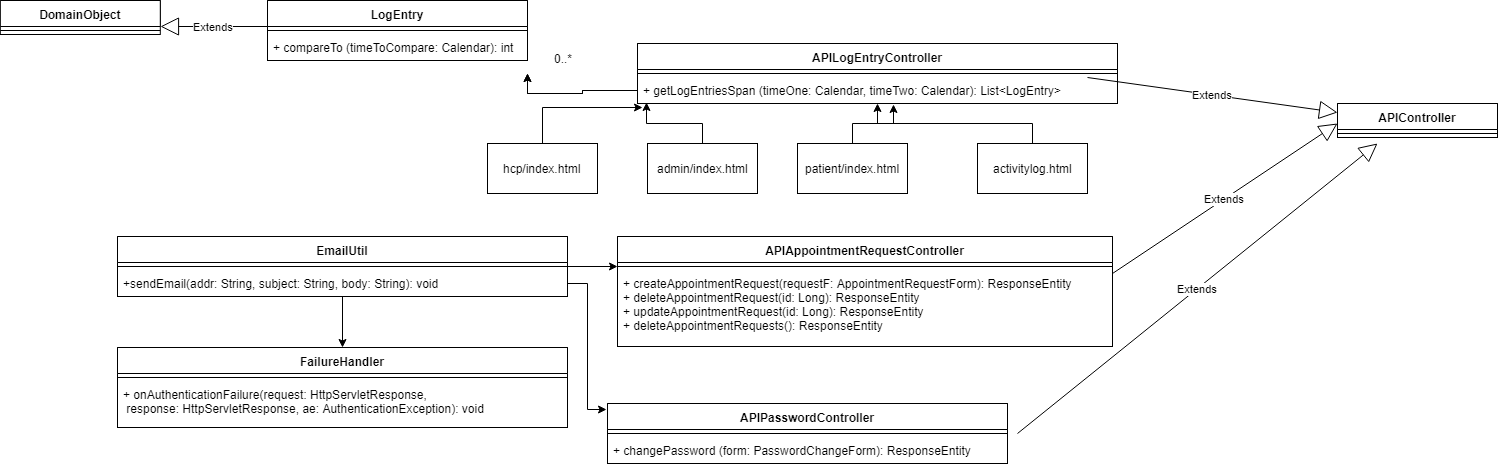 DomainObject
Extends
LogEntry
+ compareTo (timeToCompare: Calendar): int
0..*
APILogEntryController
+ getLogEntriesSpan (timeOne: Calendar, timeTwo: Calendar): List<LogEntry>
Extends
APIController
hcp/index.html
admin/index.html
patient/index.html
activitylog.html
Extends
EmailUtil
+sendEmail(addr: String, subject: String, body: String): void
APIAppointmentRequestController
+ createAppointmentRequest(requestF: AppointmentRequestForm): ResponseEntity
+ deleteAppointmentRequest(id: Long): ResponseEntity
+ updateAppointmentRequest(id: Long): ResponseEntity
+ deleteAppointmentRequests(): ResponseEntity
Extends
FailureHandler
+ onAuthenticationFailure(request: HttpServletResponse,
response: HttpServletResponse, ae: AuthenticationException): void
APIPasswordController
+ changePassword (form: PasswordChangeForm): ResponseEntity